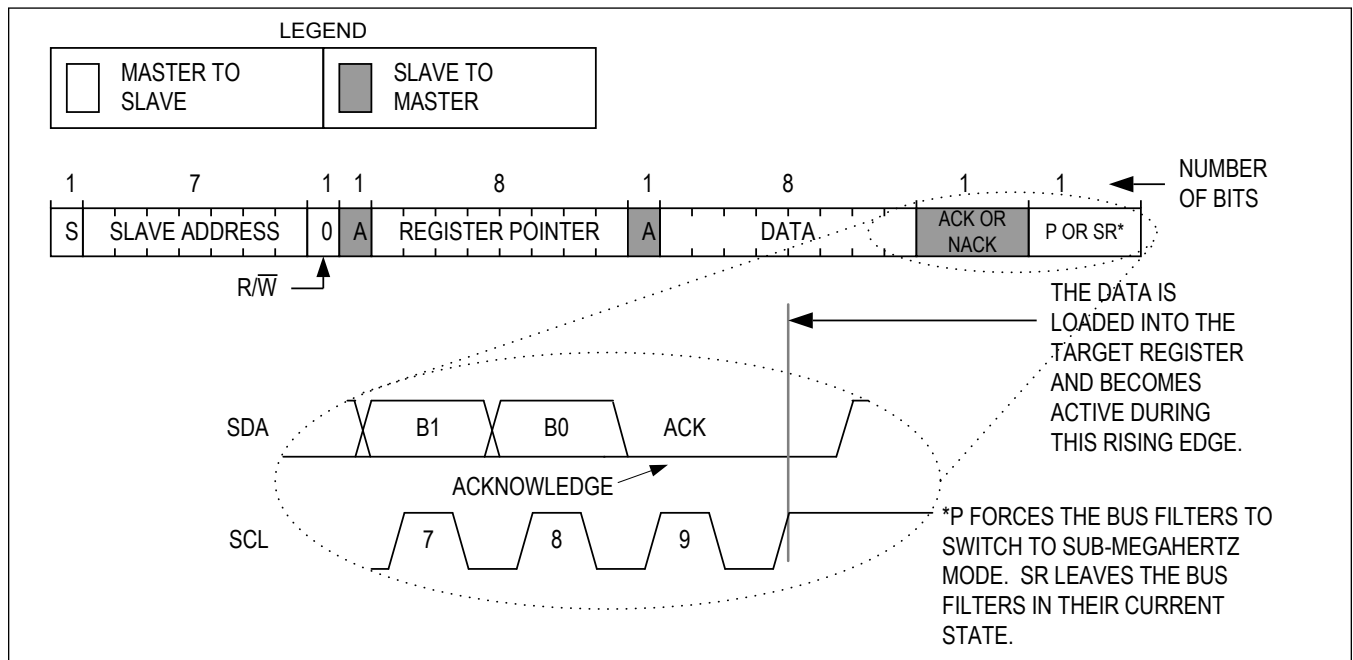 LEGEND
MASTER TO
SLAVE
SLAVE TO
MASTER
1 7 1 1 8 1 8 1 1
NUMBER
OF BITS
S SLAVE ADDRESS 0 A REGISTER POINTER A DATA ACK OR
NACK P OR SR*
R/W̅
THE DATA IS
LOADED INTO THE
TARGET REGISTER
AND BECOMES
ACTIVE DURING
THIS RISING EDGE.
SDA B1 B0 ACK
ACKNOWLEDGE
SCL 7 8 9
*P FORCES THE BUS FILTERS TO
SWITCH TO SUB-MEGAHERTZ
MODE. SR LEAVES THE BUS
FILTERS IN THEIR CURRENT
STATE.